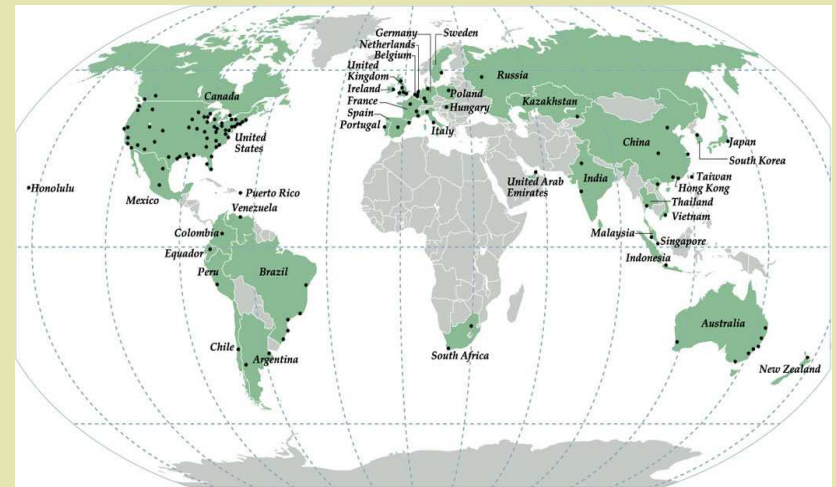 Germany
Sweden
Netherlands
Belgium
United
Kingdom
Ireland
France
Spain
Portugal
Poland
Hungary
Italy
Russia
Kazakhstan
Canada
United
States
Honolulu
Mexico
Puerto Rico
Venezuela
Colombia
Equador
Peru
Brazil
Chile
Argentina
South Africa
United Arab
Emirates
India
China
Japan
South Korea
Taiwan
Hong Kong
Thailand
Vietnam
Malaysia
Singapore
Indonesia
Australia
New Zealand